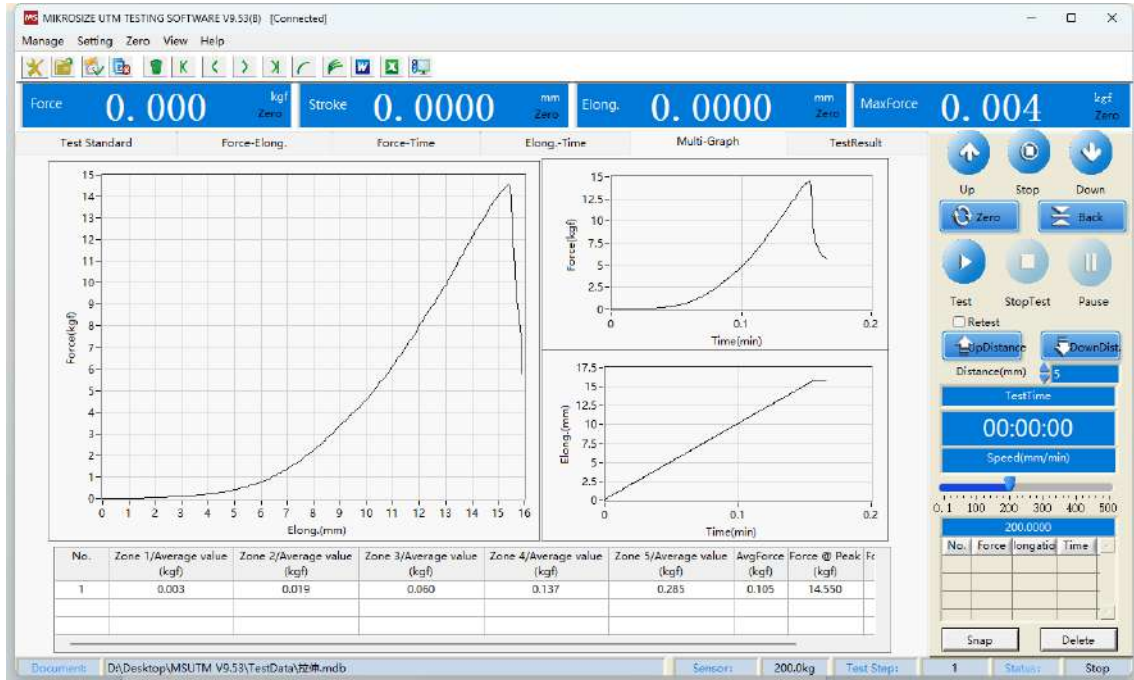 MS MIKROSIZE UTM TESTING SOFTWARE V9.53(B) [Connected]
Manage Setting Zero View Help
W X
Force 0.000 kgf Zero Stroke 0.0000 mm Zero Elong. 0.0000 mm Zero MaxForce 0.004 kgf Zero
Test Standard Force-Elong. Force-Time Elong.-Time Multi-Graph TestResult
15
14
13
12
11
10
9
8
7
6
5
4
3
2
1
0
Force(kgf)
0 1 2 3 4 5 6 7 8 9 10 11 12 13 14 15 16
Elong.(mm)
15
12.5
10
7.5
5
2.5
0
Force(kgf)
0 0.1 0.2
Time(min)
17.5
15
12.5
10
7.5
5
2.5
0
Elong.(mm)
0 0.1 0.2
Time(min)
No. Zone 1/Average value (kgf) Zone 2/Average value (kgf) Zone 3/Average value (kgf) Zone 4/Average value (kgf) Zone 5/Average value (kgf) AvgForce (kgf) Force @ Peak (kgf) Fc
1 0.003 0.019 0.060 0.137 0.285 0.105 14.550
Up Stop Down
Zero Back
Test StopTest Pause
Retest
UpDistance DownDist.
Distance(mm) 5
TestTime
00:00:00
Speed(mm/min)
0.1 100 200 300 400 500
200.0000
No. Force longatio Time
Snap Delete
Document: D:\Desktop\MSUTM V9.53\TestData\拉伸.mdb Sensor: 200.0kg Test Step: 1 Status: Stop